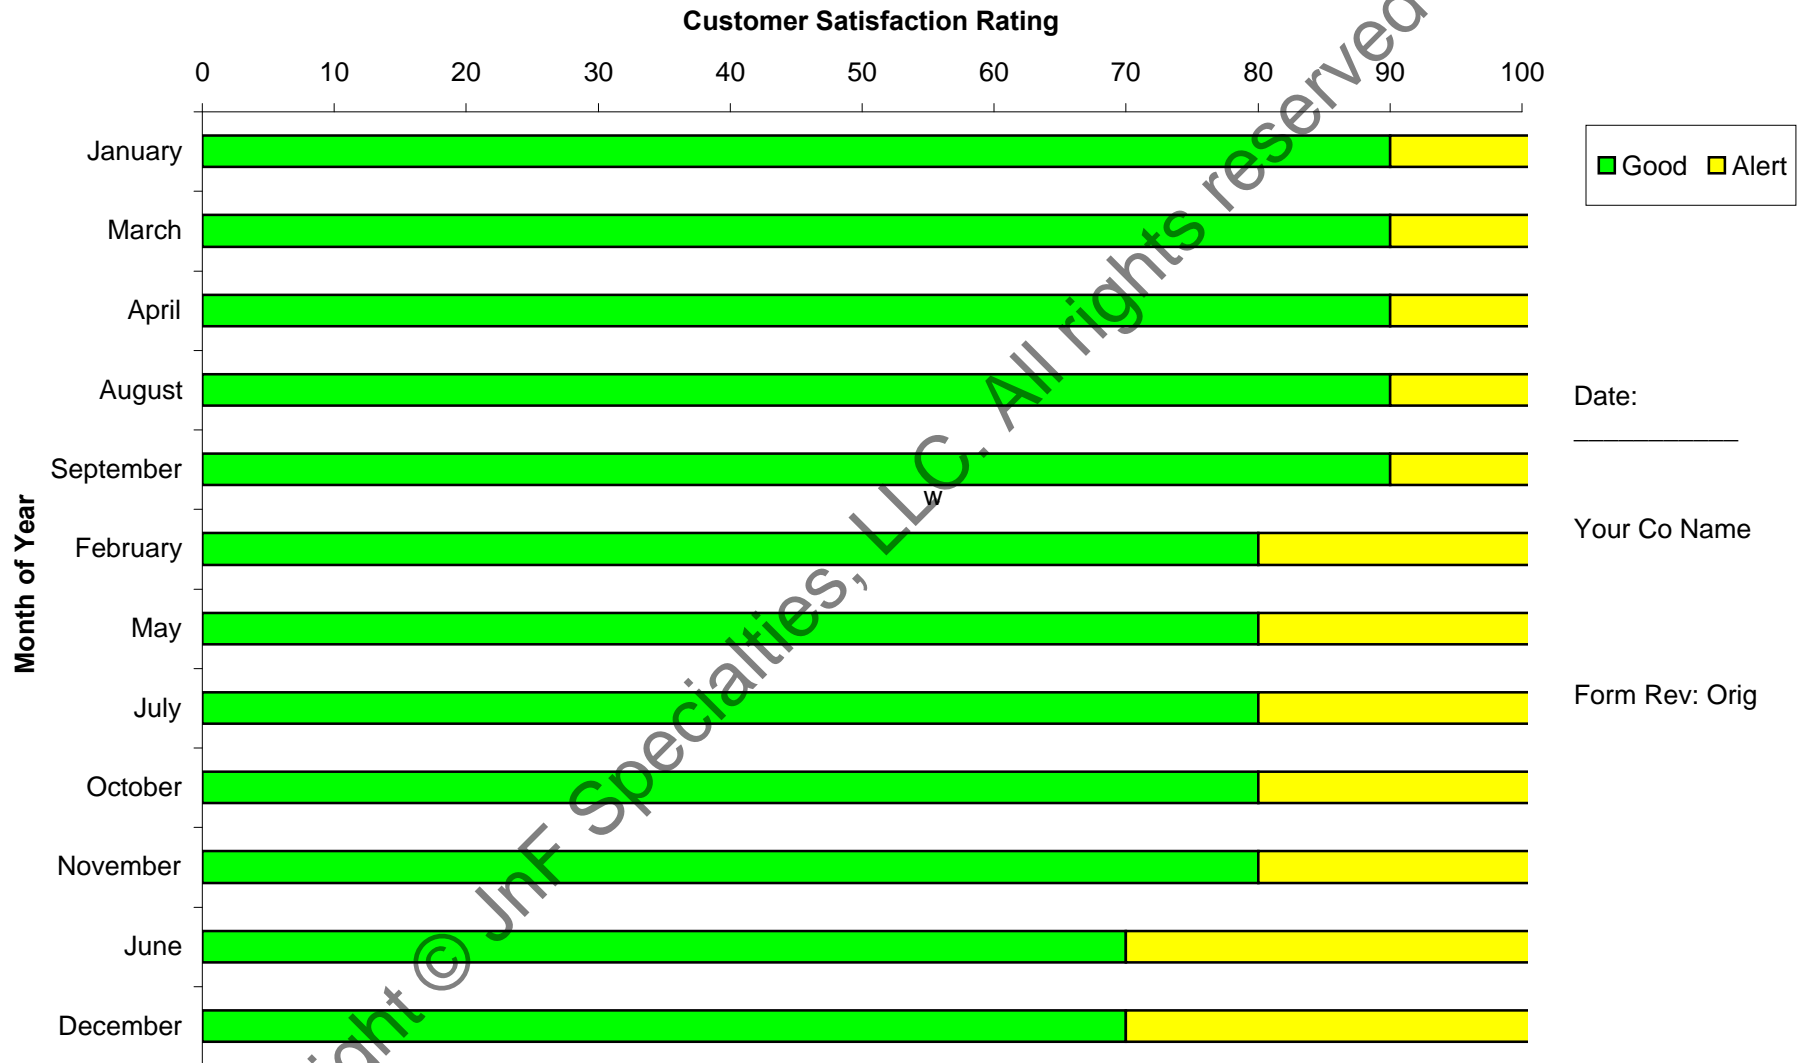 Customer Satisfaction Rating
0 10 20 30 40 50 60 70 80 90 100
January
March
April
August
September
February
May
July
October
November
June
December
Month of Year
Good Alert
Date:
___________
Your Co Name
Form Rev: Orig
w
ight © JnF Specialties, LLC. All rights reserved